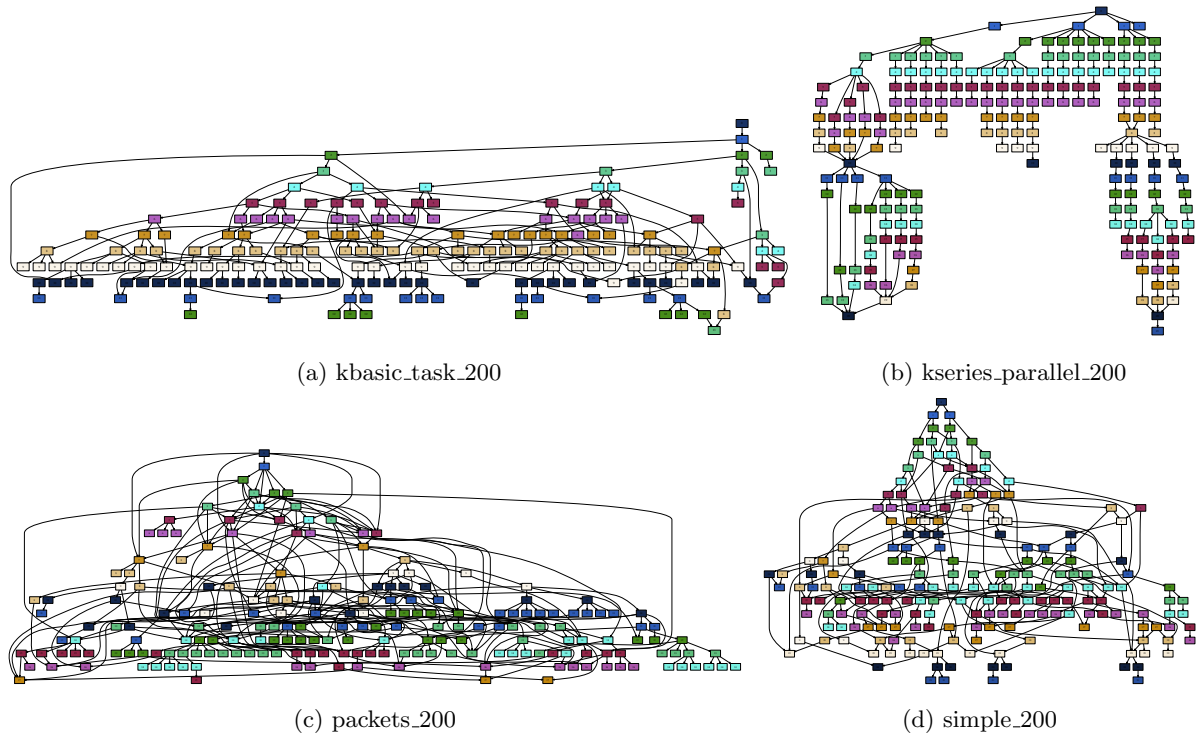 (a) kbasic_task_200
(b) kseries_parallel_200
(c) packets_200
(d) simple_200